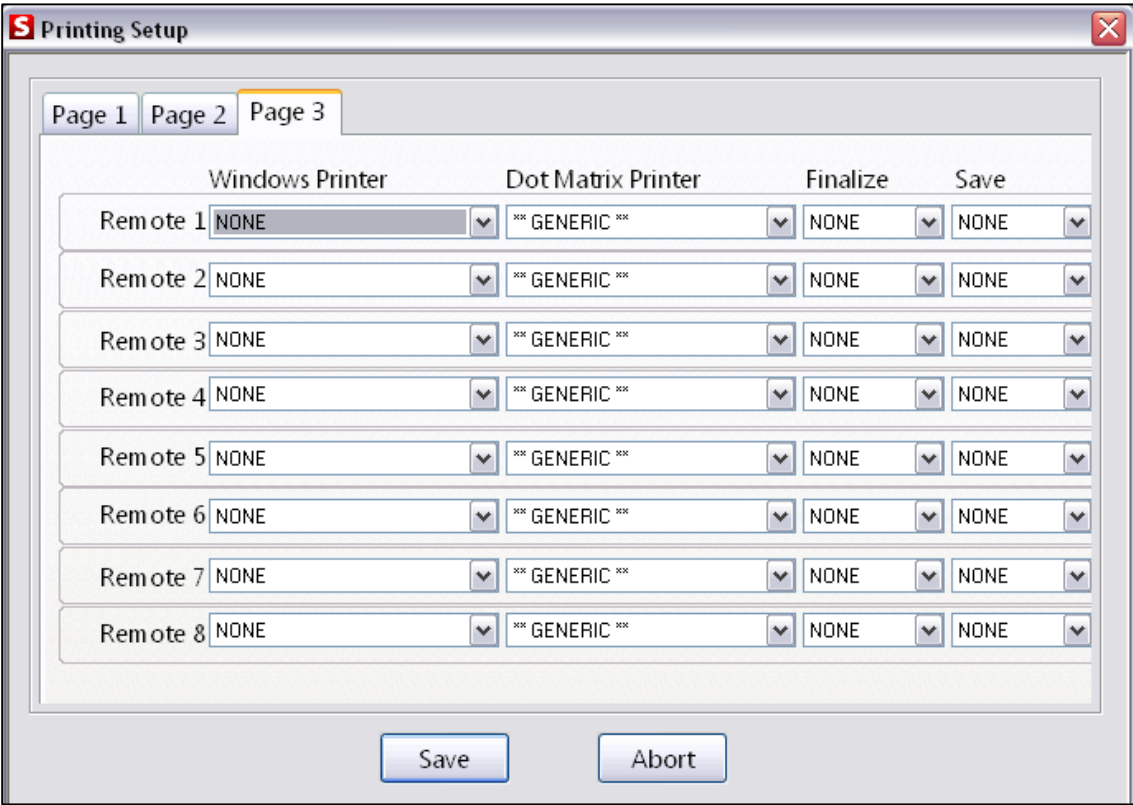 S Printing Setup
Page 1 Page 2 Page 3
Windows Printer Dot Matrix Printer Finalize Save
Remote 1 NONE ** GENERIC ** NONE NONE
Remote 2 NONE ** GENERIC ** NONE NONE
Remote 3 NONE ** GENERIC ** NONE NONE
Remote 4 NONE ** GENERIC ** NONE NONE
Remote 5 NONE ** GENERIC ** NONE NONE
Remote 6 NONE ** GENERIC ** NONE NONE
Remote 7 NONE ** GENERIC ** NONE NONE
Remote 8 NONE ** GENERIC ** NONE NONE
Save Abort